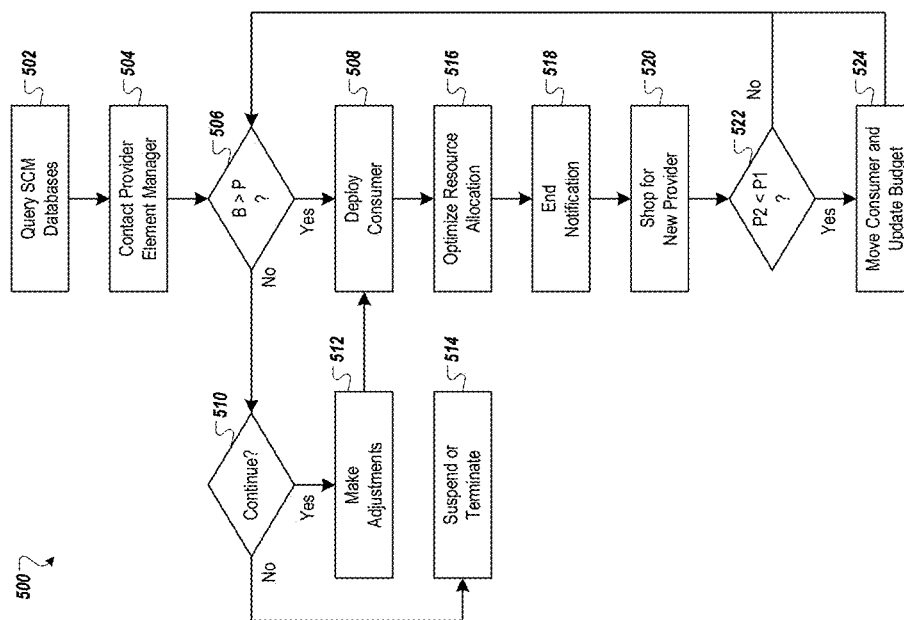 500
Query SCM
Databases
502
Contact Provider
Element Manager
504
B > P
?
506
No
Yes
Continue?
510
No
Yes
Make
Adjustments
512
Suspend or
Terminate
514
Deploy
Consumer
508
Optimize Resource
Allocation
516
End
Notification
518
Shop for
New Provider
520
P2 < P1
?
522
No
Yes
Move Consumer and
Update Budget
524